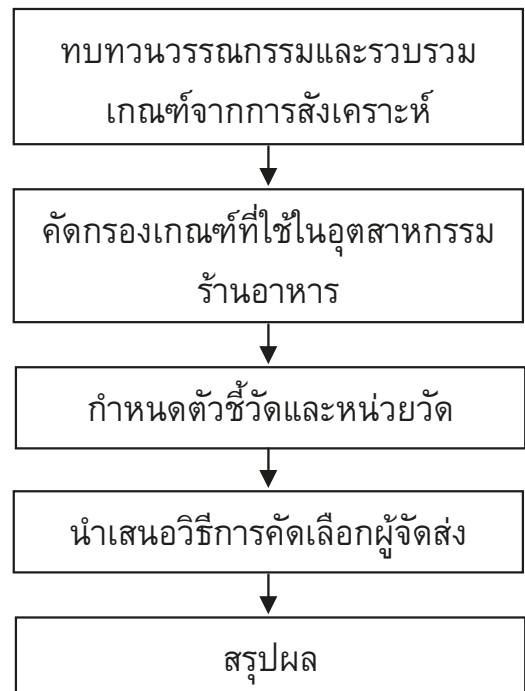 ทบทวนวรรณกรรมและรวบรวม
เกณฑ์จากการสังเคราะห์
คัดกรองเกณฑ์ที่ใช้ในอุตสาหกรรม
ร้านอาหาร
กำหนดตัวชี้วัดและหน่วยวัด
นำเสนอวิธีการคัดเลือกผู้จัดส่ง
สรุปผล